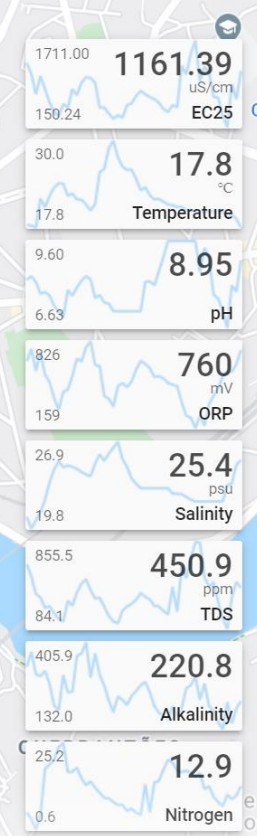 1711.00
1161.39
uS/cm
150.24
EC25
30.0
17.8
°C
17.8
Temperature
9.60
8.95
6.63
pH
826
760
mV
159
ORP
26.9
25.4
psu
19.8
Salinity
855.5
450.9
ppm
84.1
TDS
405.9
220.8
132.0
Alkalinity
25.2
12.9
0.6
Nitrogen